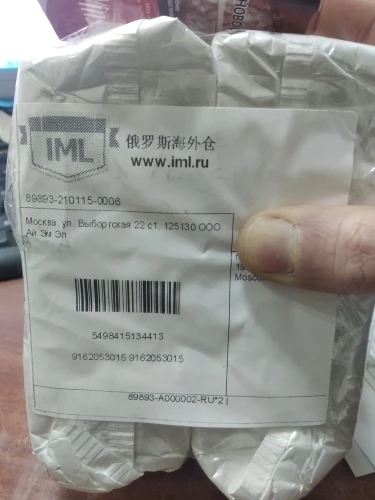 НОВО
IML
俄罗斯海外仓
www.iml.ru
89893-210115-0006
Москва, ул. Выборгская 22 с1, 125130 ООО
Ай Эм Эл
Moscow
5498415134413
9162053015 9162053015
89893-A000002-RU*2 |